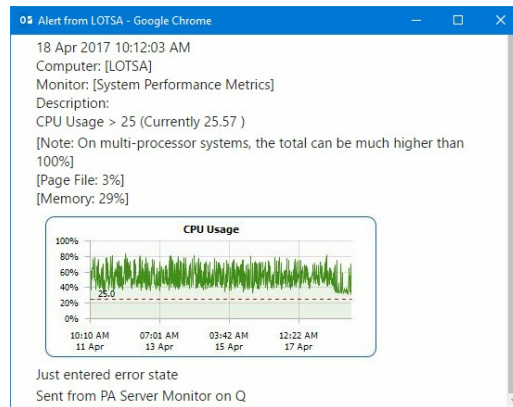 Alert from LOTSA - Google Chrome
18 Apr 2017 10:12:03 AM
Computer: [LOTSA]
Monitor: [System Performance Metrics]
Description:
CPU Usage > 25 (Currently 25.57 )
[Note: On multi-processor systems, the total can be much higher than
100%]
[Page File: 3%]
[Memory: 29%]
CPU Usage
100%
80%
60%
40%
25.0
20%
0%
10:10 AM 07:01 AM 03:42 AM 12:22 AM
11 Apr 13 Apr 15 Apr 17 Apr
Just entered error state
Sent from PA Server Monitor on Q